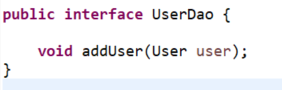 public interface UserDao {
void addUser(User user);
}